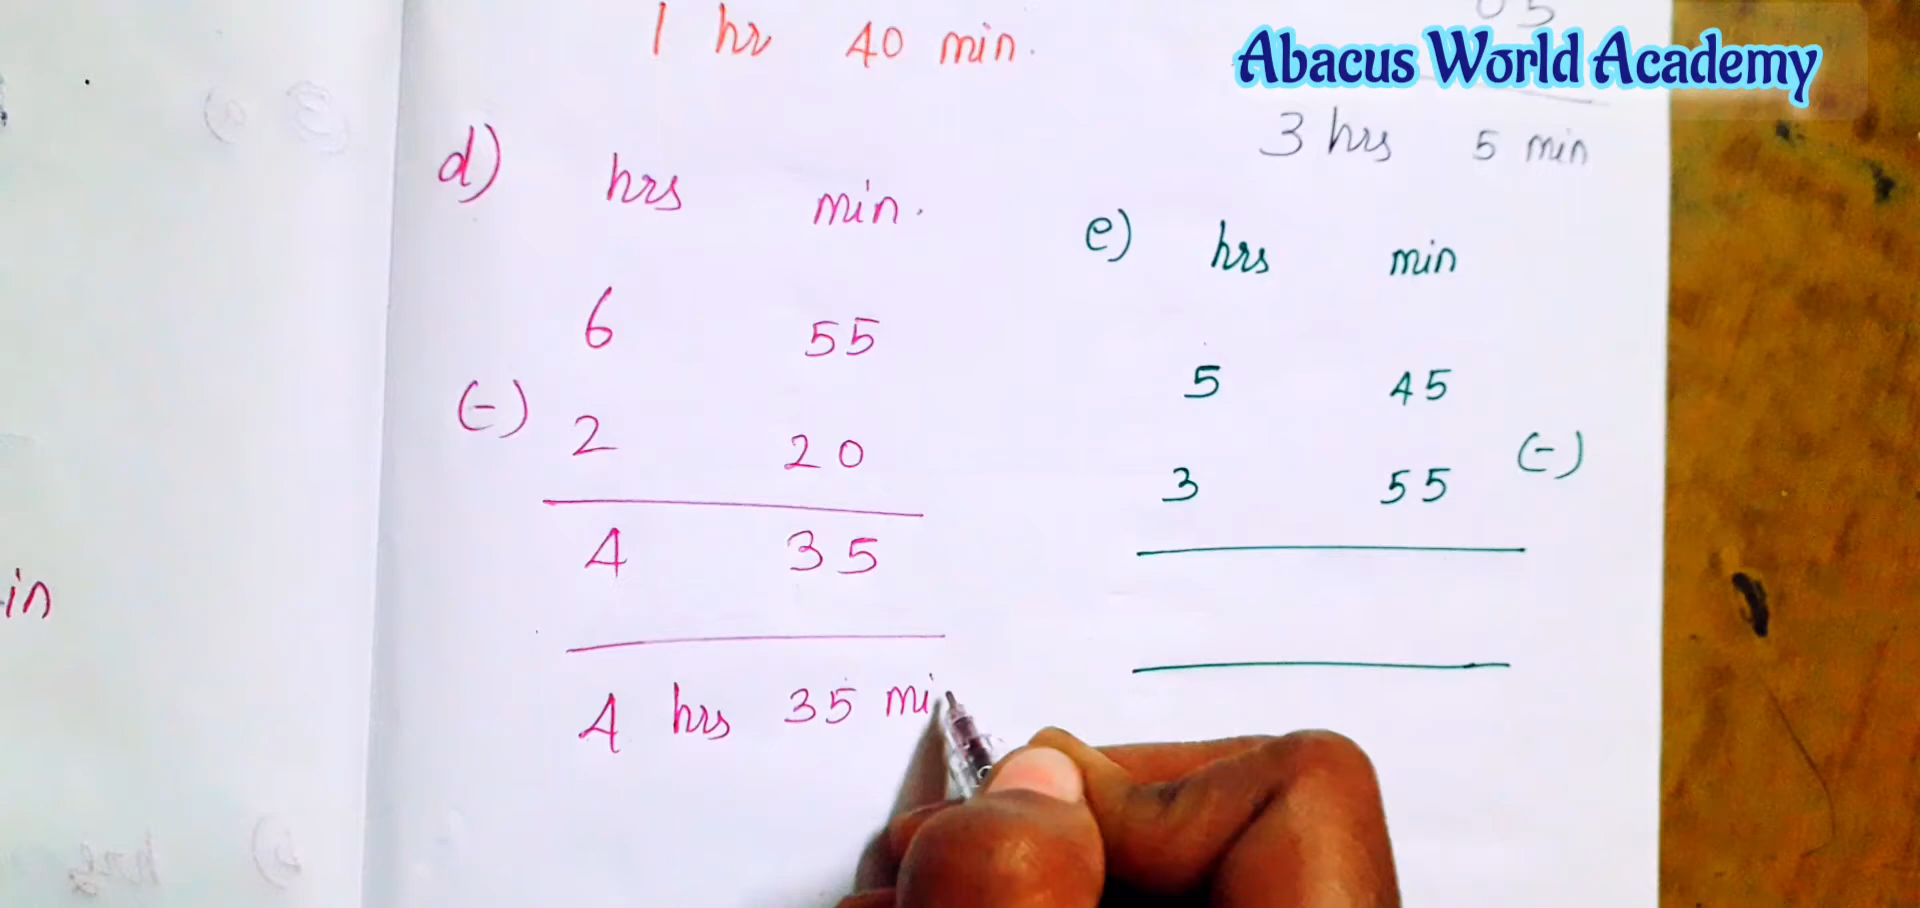 1 hr 40 min.
Abacus World Academy
3 hrs 5 min
d) hrs min.
6 55
(-) 2 20
4 35
4 hrs 35 mi
e) hrs min
5 45
3 55 (-)
in